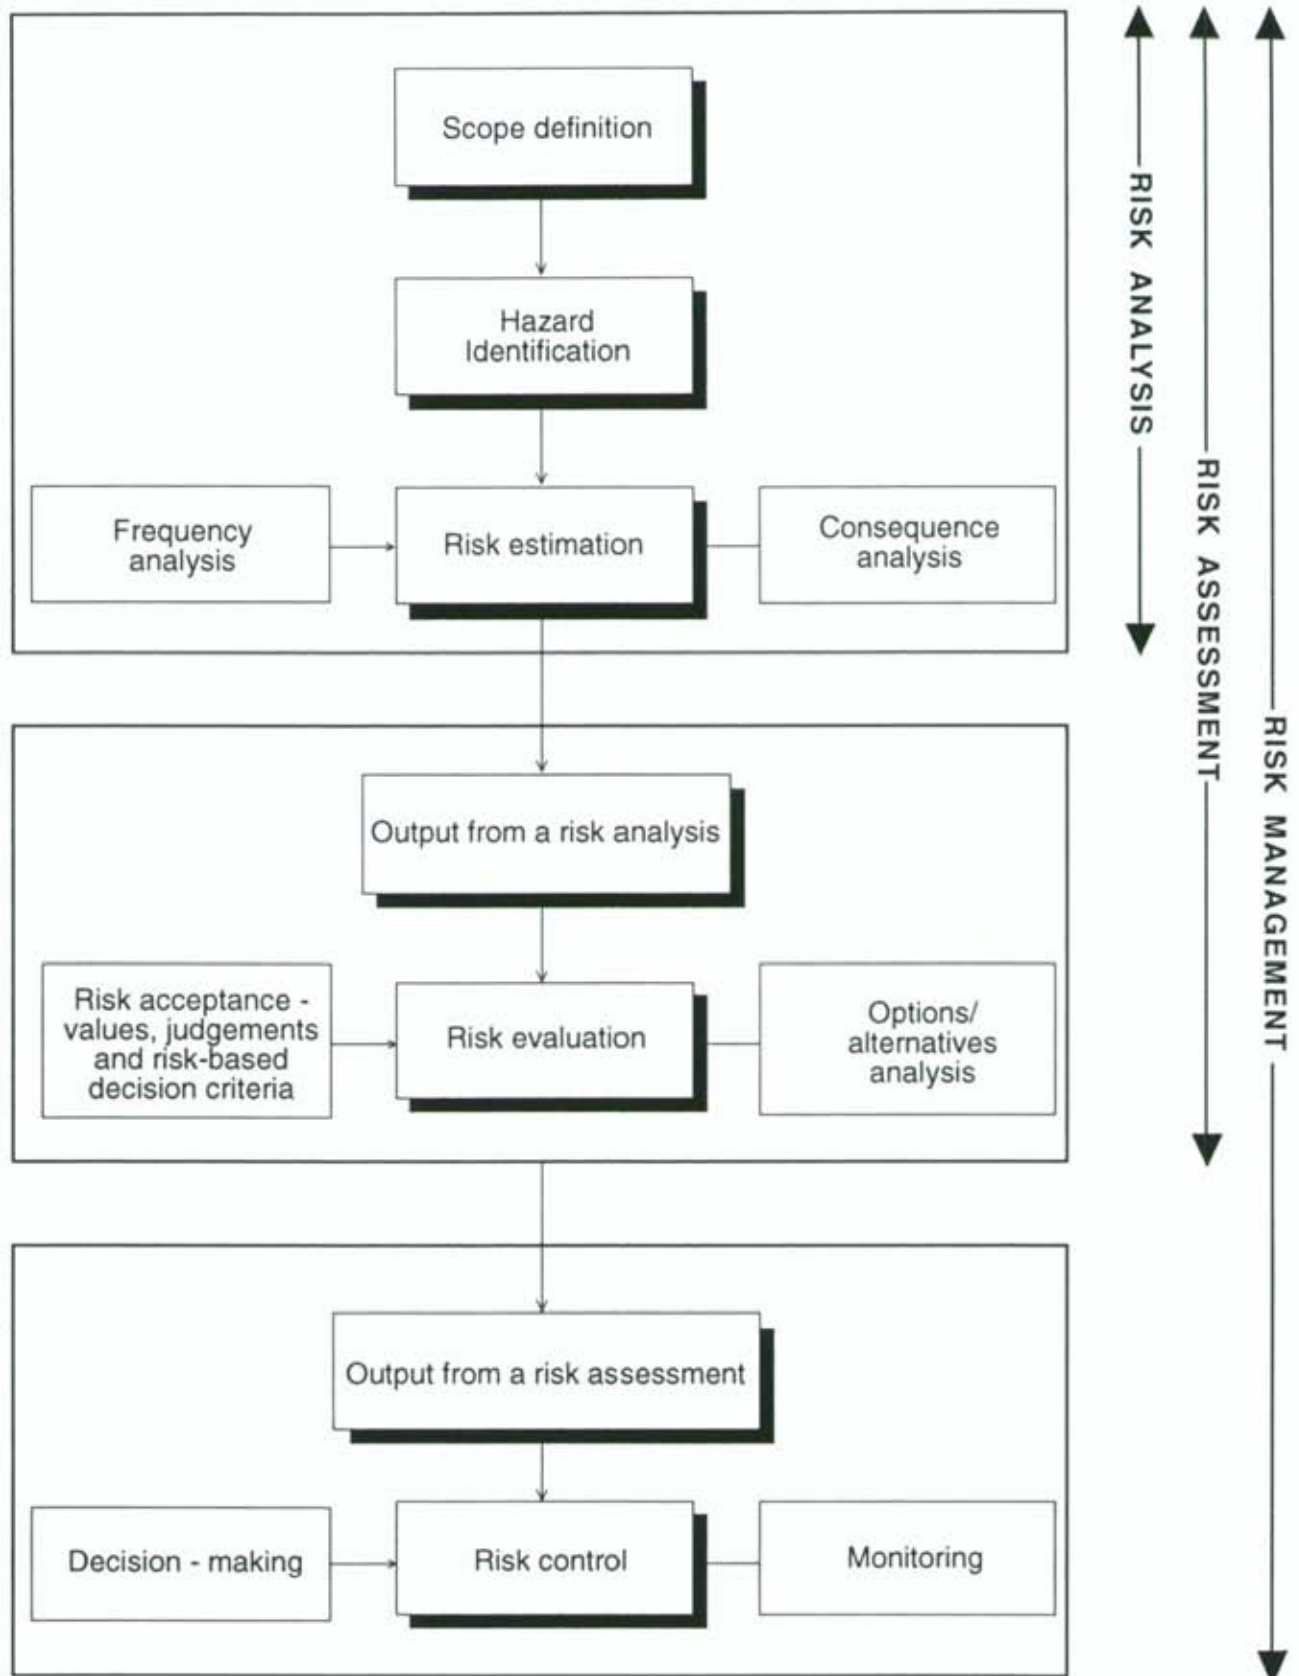 Scope definition
Hazard
Identification
Frequency
analysis
Risk estimation
Consequence
analysis
Output from a risk analysis
Risk acceptance -
values, judgements
and risk-based
decision criteria
Risk evaluation
Options/
alternatives
analysis
Output from a risk assessment
Decision - making
Risk control
Monitoring
RISK ANALYSIS
RISK ASSESSMENT
RISK MANAGEMENT